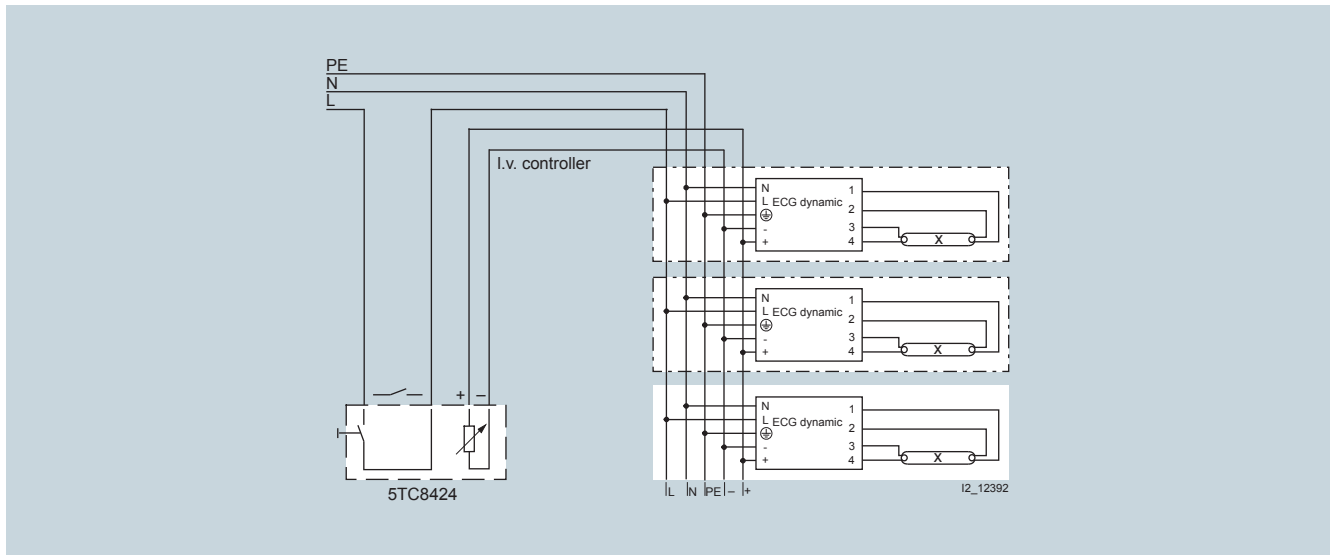 PE
N
L
l.v. controller
N
L ECG dynamic
-
+
1
2
3
4
X
N
L ECG dynamic
-
+
1
2
3
4
X
N
L ECG dynamic
-
+
1
2
3
4
X
+ –
5TC8424
L N PE – +
I2_12392